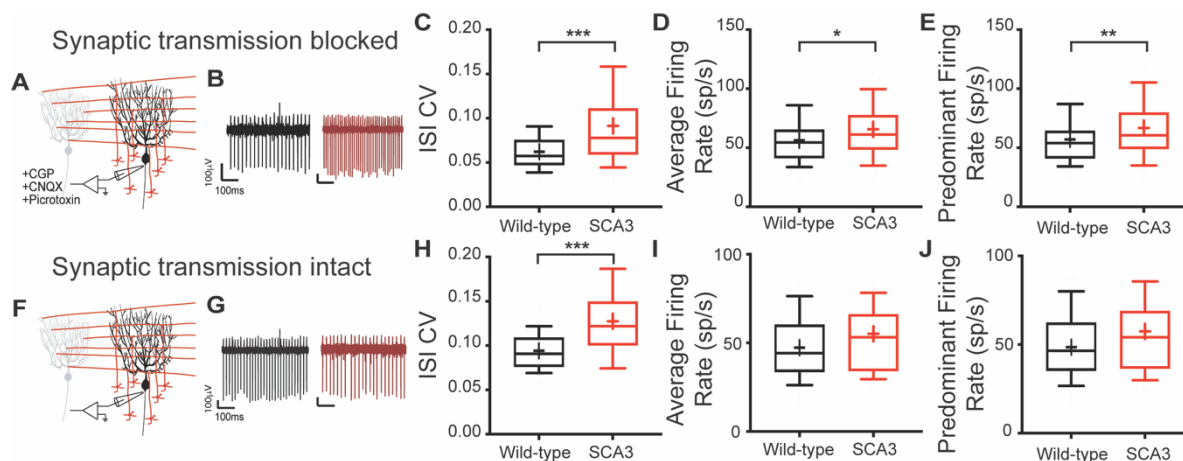 Synaptic transmission blocked
A
+CGP
+CNQX
+Picrotoxin
B
100μV
100ms
C
ISI CV
0.20
0.15
0.10
0.05
0.00
***
Wild-type SCA3
D
Average Firing
Rate (sp/s)
150
100
50
0
*
Wild-type SCA3
E
Predominant Firing
Rate (sp/s)
150
100
50
0
**
Wild-type SCA3
Synaptic transmission intact
F
G
100μV
100ms
H
ISI CV
0.20
0.15
0.10
0.05
0.00
***
Wild-type SCA3
I
Average Firing
Rate (sp/s)
100
50
0
Wild-type SCA3
J
Predominant Firing
Rate (sp/s)
100
50
0
Wild-type SCA3